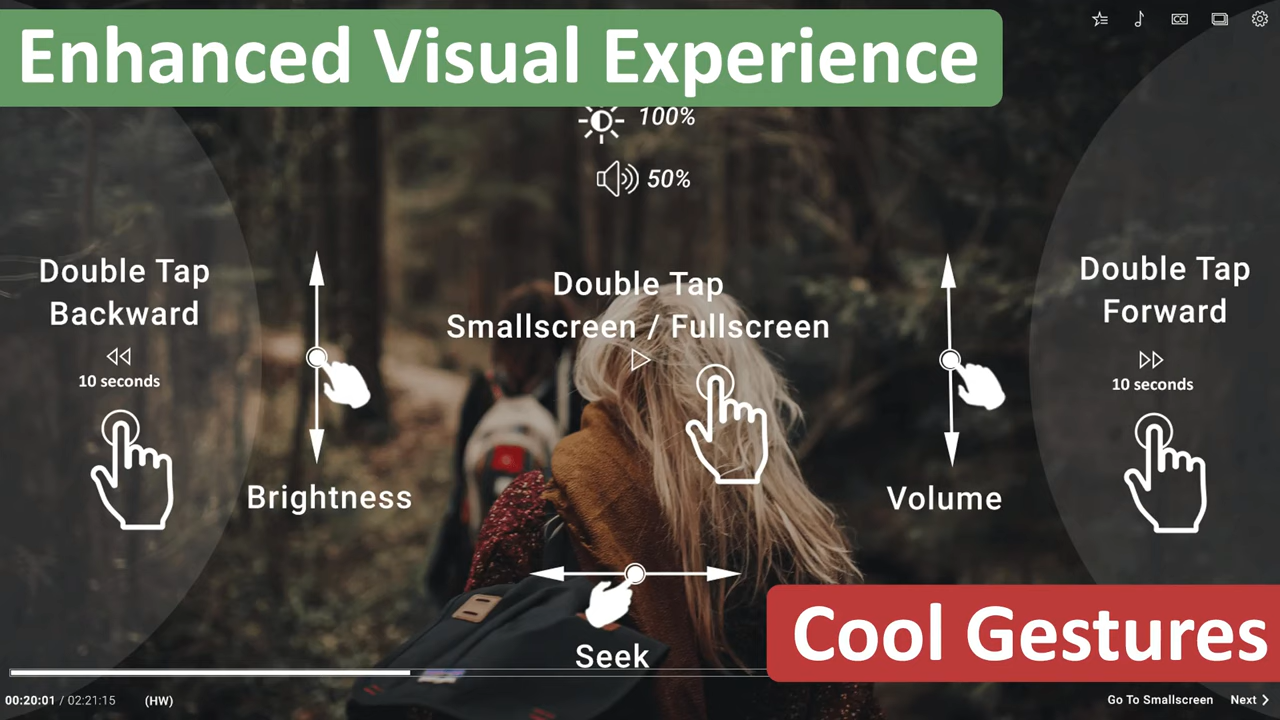 Enhanced Visual Experience
CC
100%
50%
Double Tap
Backward
10 seconds
Brightness
Double Tap
Smallscreen / Fullscreen
Volume
Double Tap
Forward
10 seconds
Seek
Cool Gestures
00:20:01 / 02:21:15 (HW)
Go To Smallscreen Next